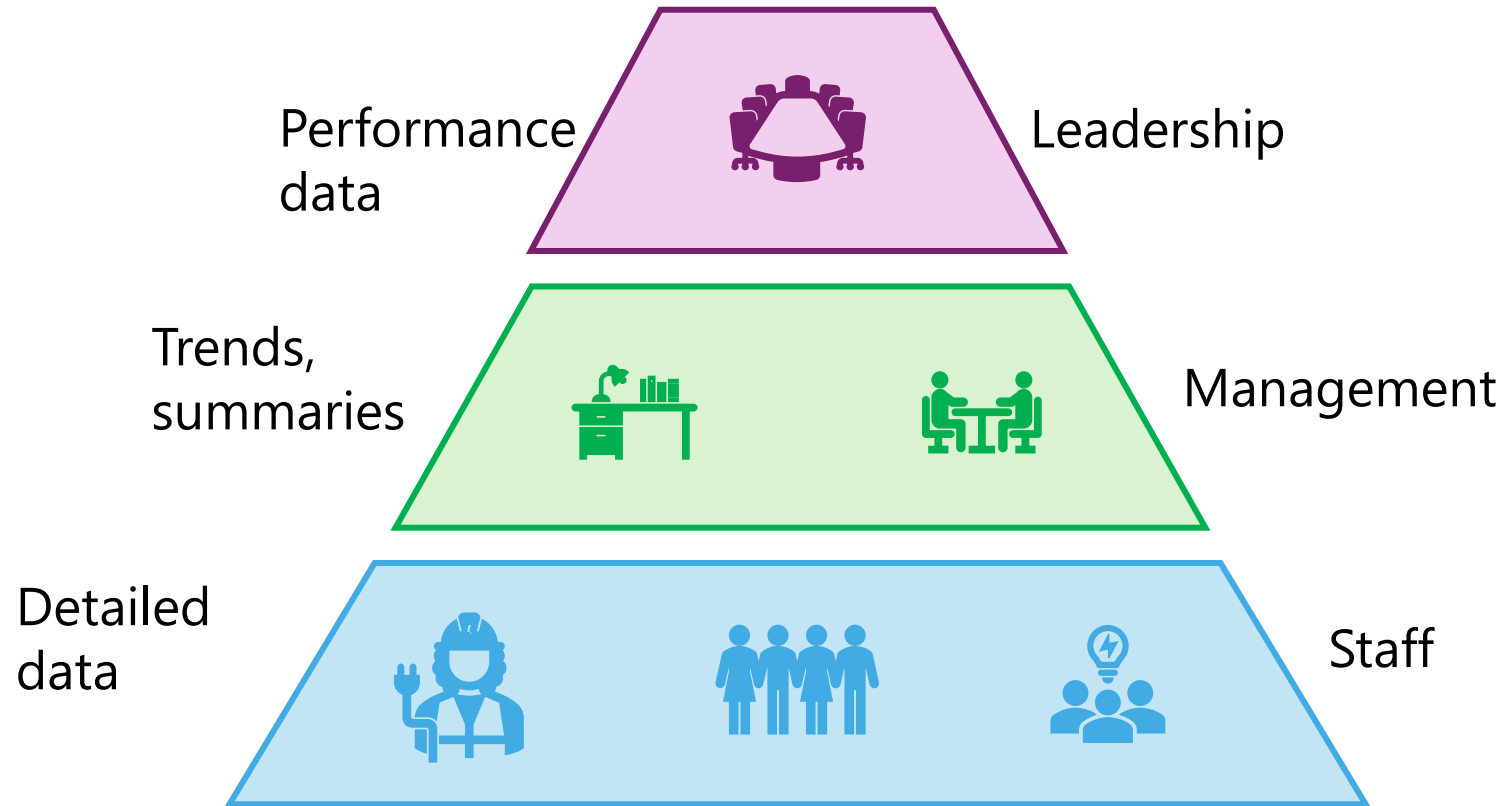 Performance
data
Leadership
Trends,
summaries
Management
Detailed
data
Staff